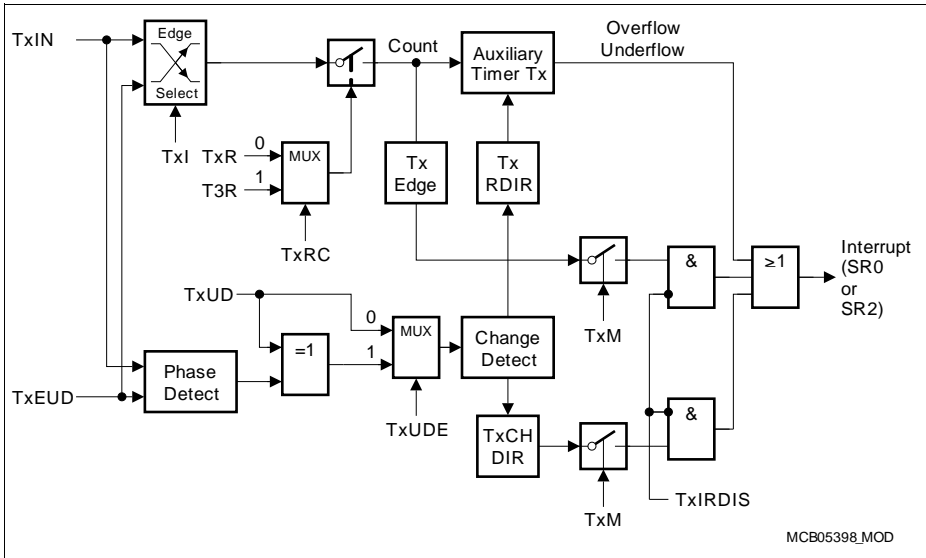 TxIN
Edge
Select
TxI
Count
Auxiliary
Timer Tx
Overflow
Underflow
TxR
0
T3R
1
MUX
TxRC
Tx
Edge
Tx
RDIR
TxUD
0
1
=1
MUX
TxUDE
Phase
Detect
TxEUD
Change
Detect
TxCH
DIR
TxM
TxM
&
&
≥1
Interrupt
(SR0
or
SR2)
TxIRDIS
MCB05398_MOD